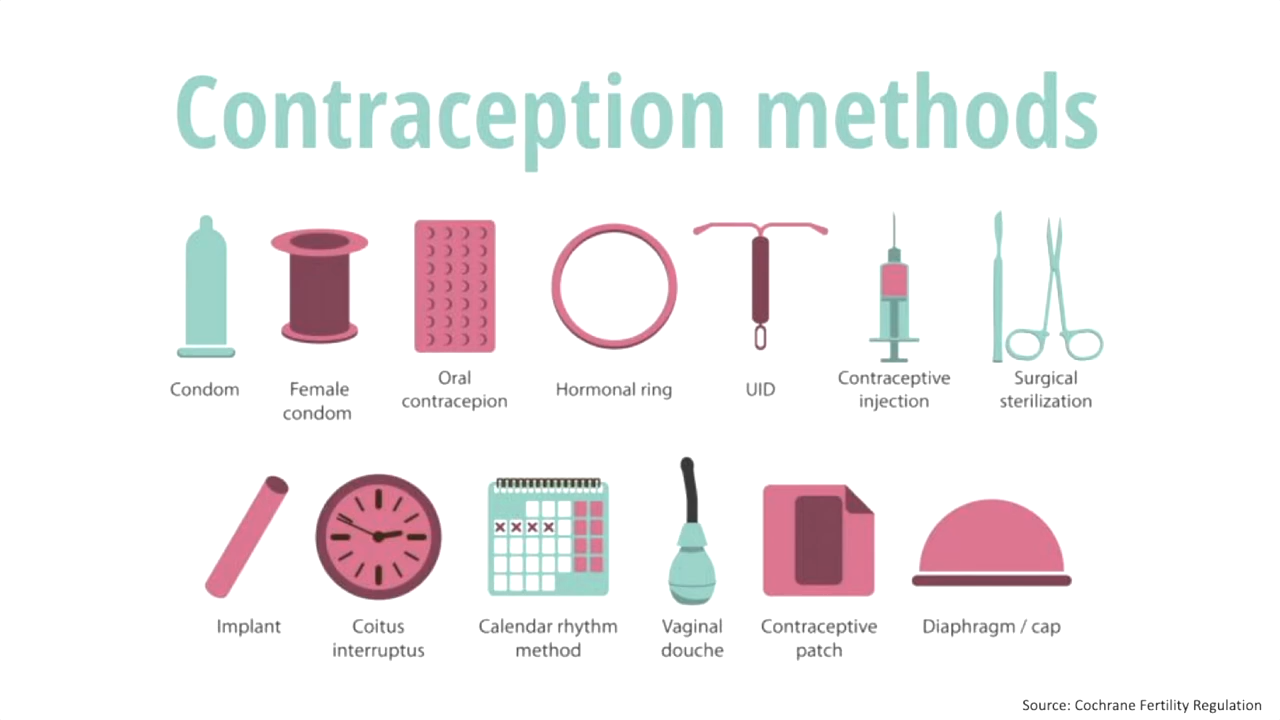 Contraception methods
Condom
Female
condom
Oral
contracepion
Hormonal ring
UID
Contraceptive
injection
Surgical
sterilization
Implant
Coitus
interruptus
Calendar rhythm
method
Vaginal
douche
Contraceptive
patch
Diaphragm / cap
Source: Cochrane Fertility Regulation